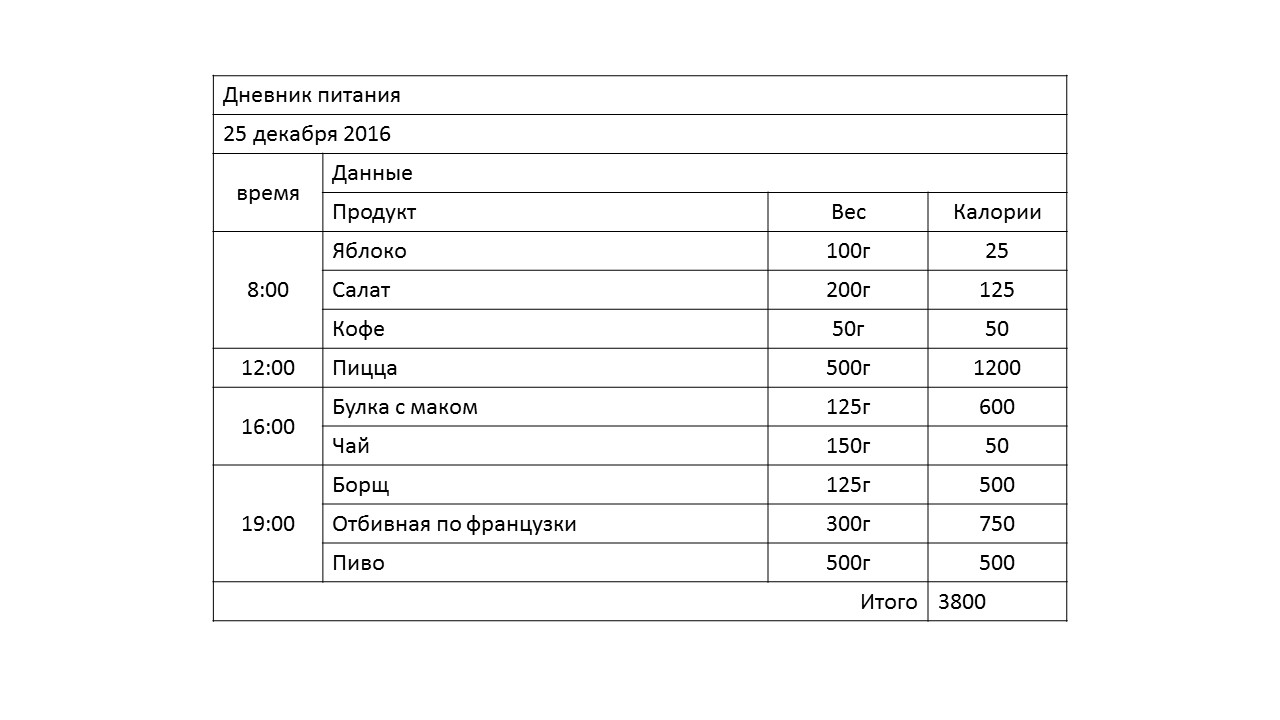 Дневник питания
25 декабря 2016
время
Данные
Продукт Вес Калории
8:00
Яблоко 100г 25
Салат 200г 125
Кофе 50г 50
12:00 Пицца 500г 1200
16:00
Булка с маком 125г 600
Чай 150г 50
19:00
Борщ 125г 500
Отбивная по французки 300г 750
Пиво 500г 500
Итого 3800